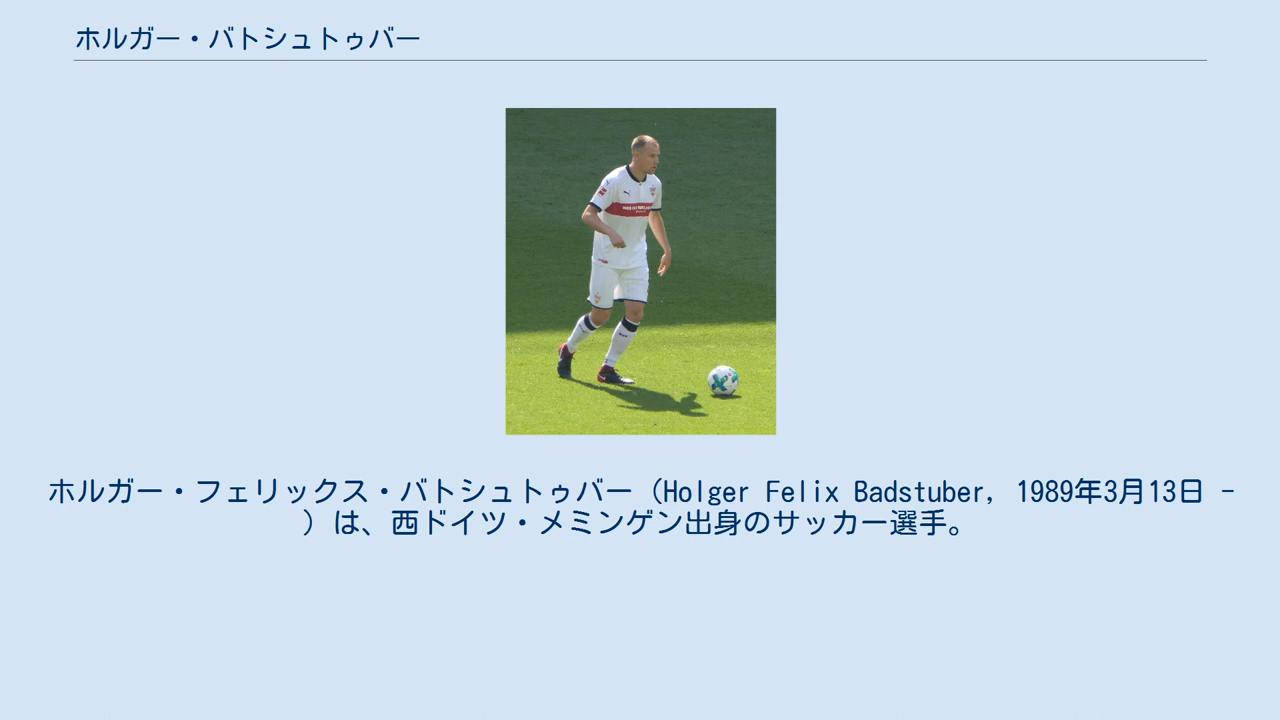 ホルガー・バトシュトゥバー
ホルガー・フェリックス・バトシュトゥバー（Holger Felix Badstuber, 1989年3月13日 -
）は、西ドイツ・メミンゲン出身のサッカー選手。